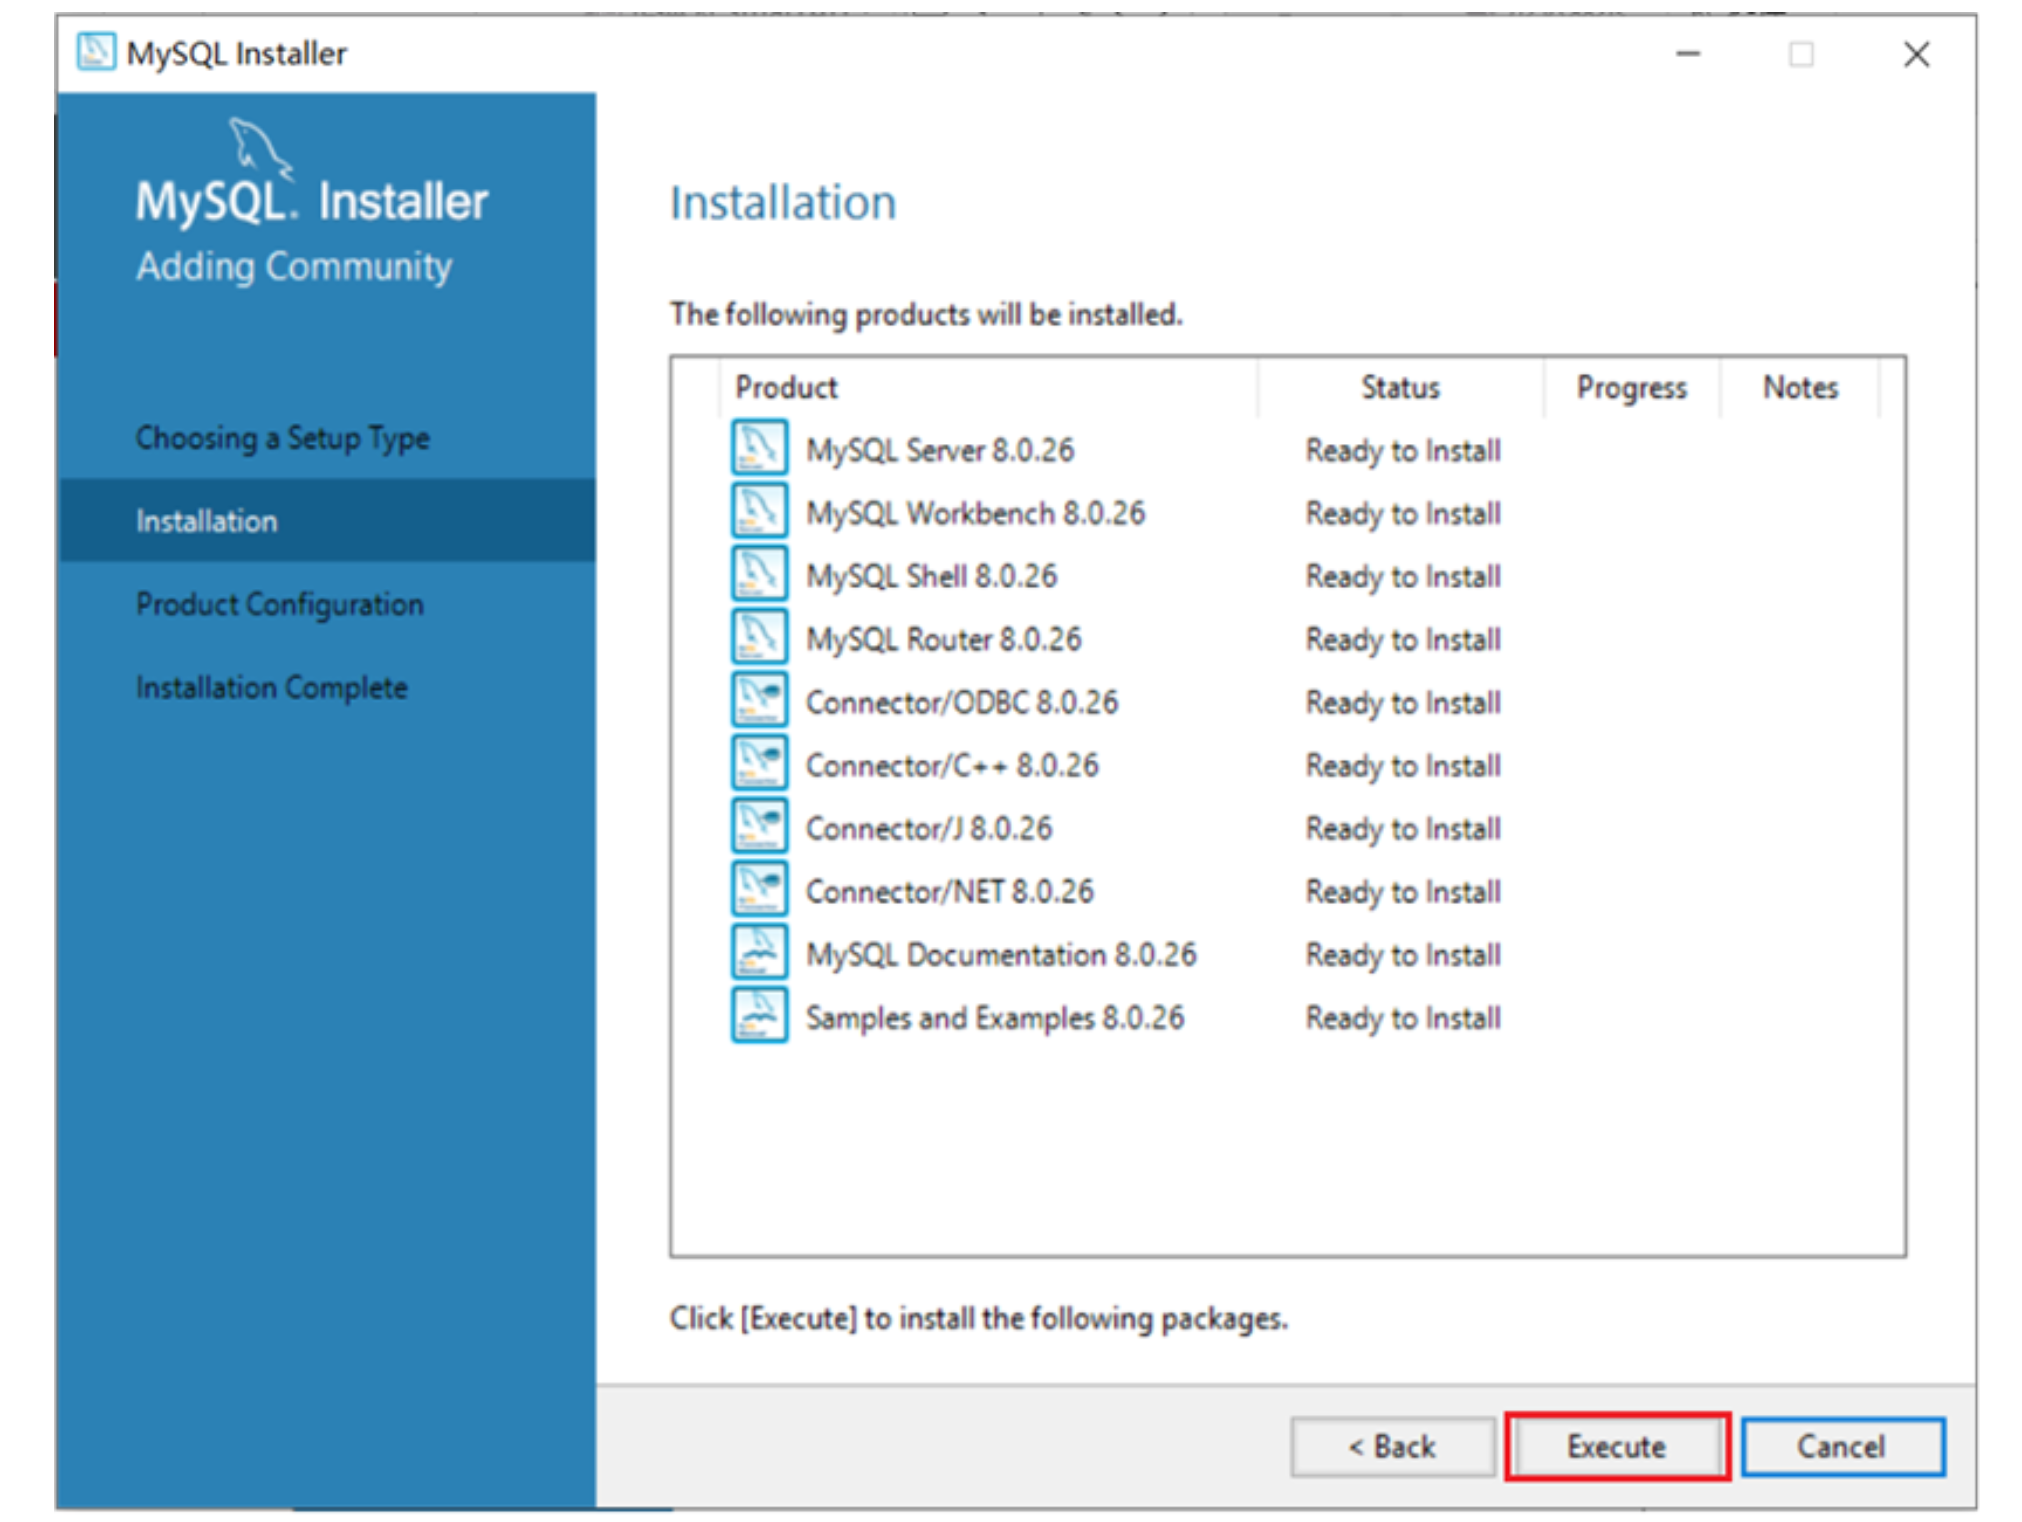 MySQL Installer
MySQL. Installer
Adding Community
Choosing a Setup Type
Installation
Product Configuration
Installation Complete
Installation
The following products will be installed.
Product Status Progress Notes
MySQL Server 8.0.26 Ready to Install
MySQL Workbench 8.0.26 Ready to Install
MySQL Shell 8.0.26 Ready to Install
MySQL Router 8.0.26 Ready to Install
Connector/ODBC 8.0.26 Ready to Install
Connector/C++ 8.0.26 Ready to Install
Connector/J 8.0.26 Ready to Install
Connector/NET 8.0.26 Ready to Install
MySQL Documentation 8.0.26 Ready to Install
Samples and Examples 8.0.26 Ready to Install
Click [Execute] to install the following packages.
< Back Execute Cancel